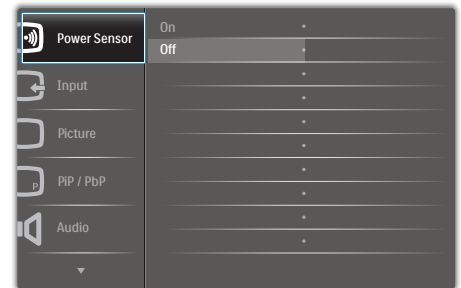 Power Sensor
On
Off
Input
Picture
P
PiP / PbP
Audio